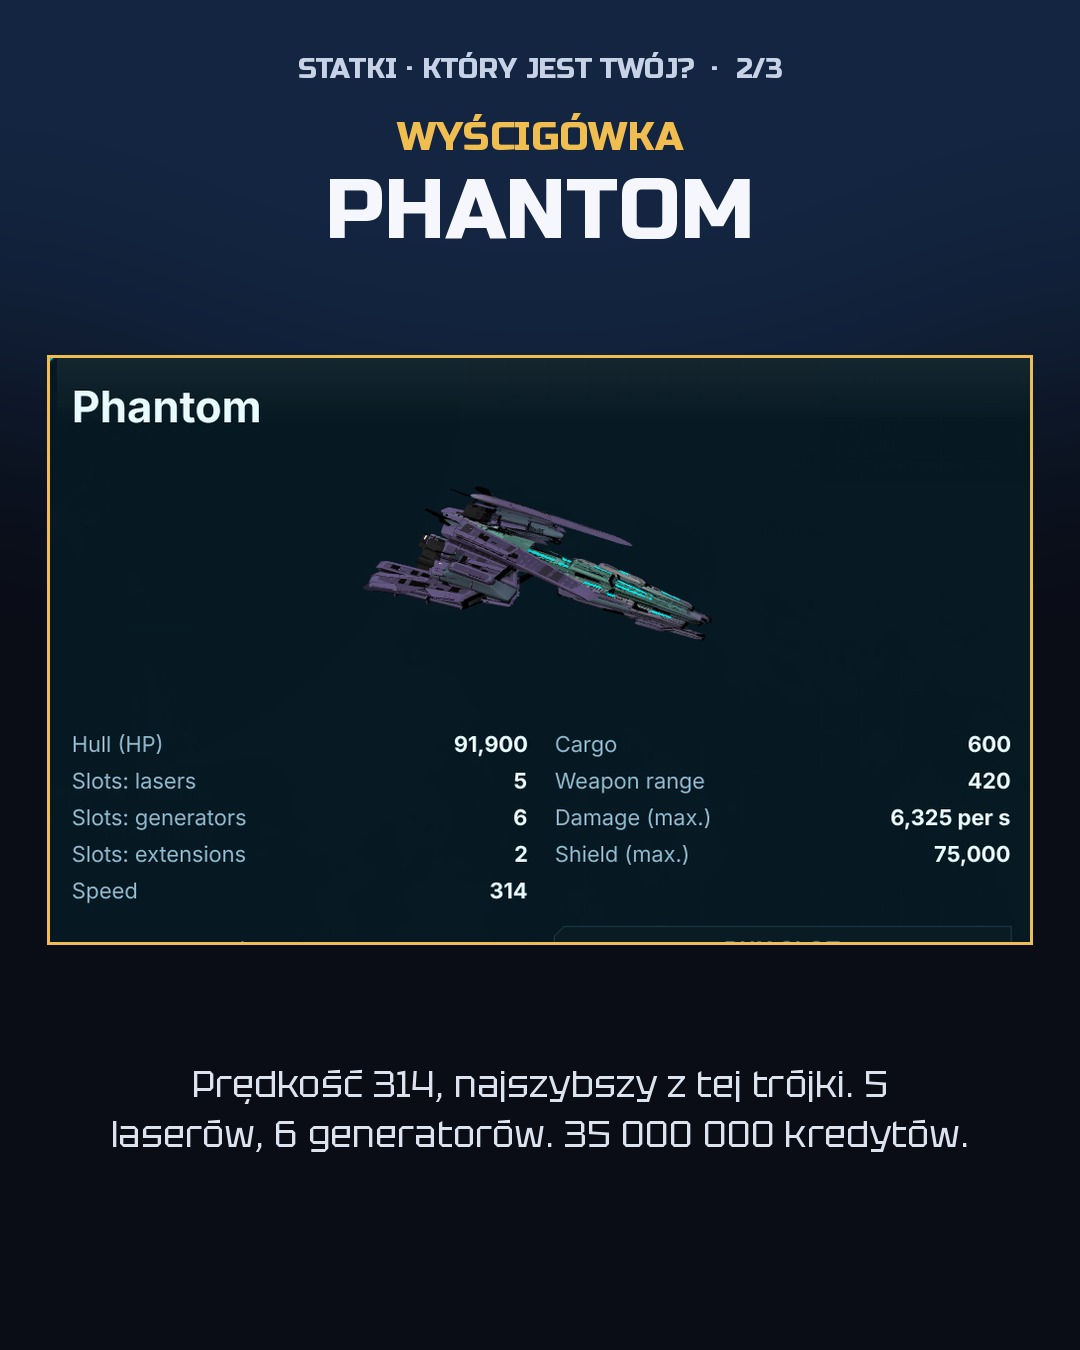 STATKI · KTÓRY JEST TWÓJ? · 2/3
WYŚCIGÓWKA
PHANTOM
Phantom
Hull (HP) 91,900
Slots: lasers 5
Slots: generators 6
Slots: extensions 2
Speed 314
Cargo 600
Weapon range 420
Damage (max.) 6,325 per s
Shield (max.) 75,000
Prędkość 314, najszybszy z tej trójki. 5
laserów, 6 generatorów. 35 000 000 kredytów.